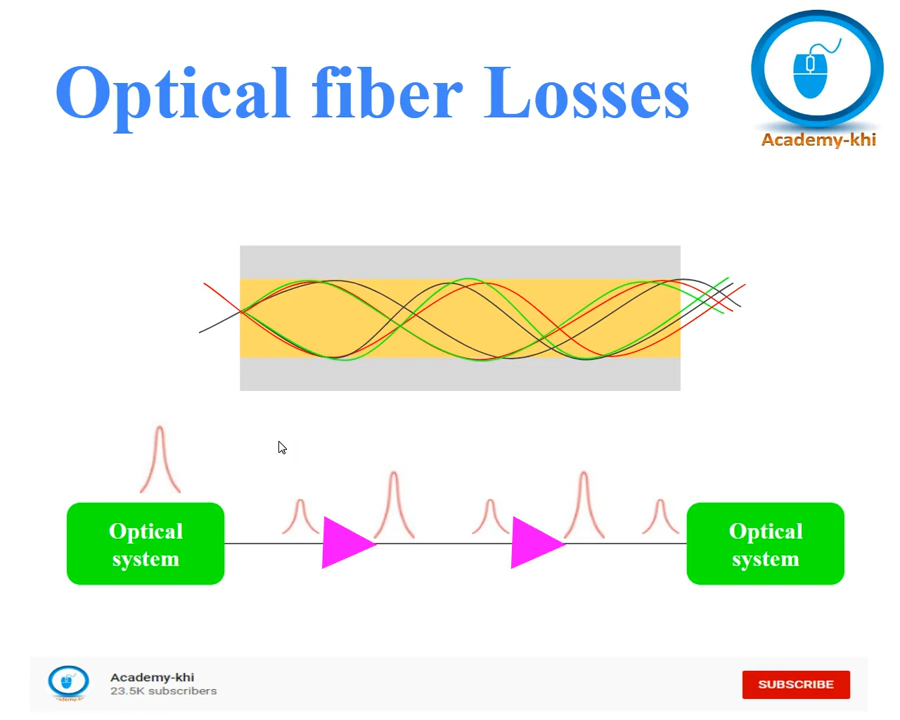 Optical fiber Losses
Academy-khi
Optical
system
Optical
system
Academy-khi
23.5K subscribers
SUBSCRIBE